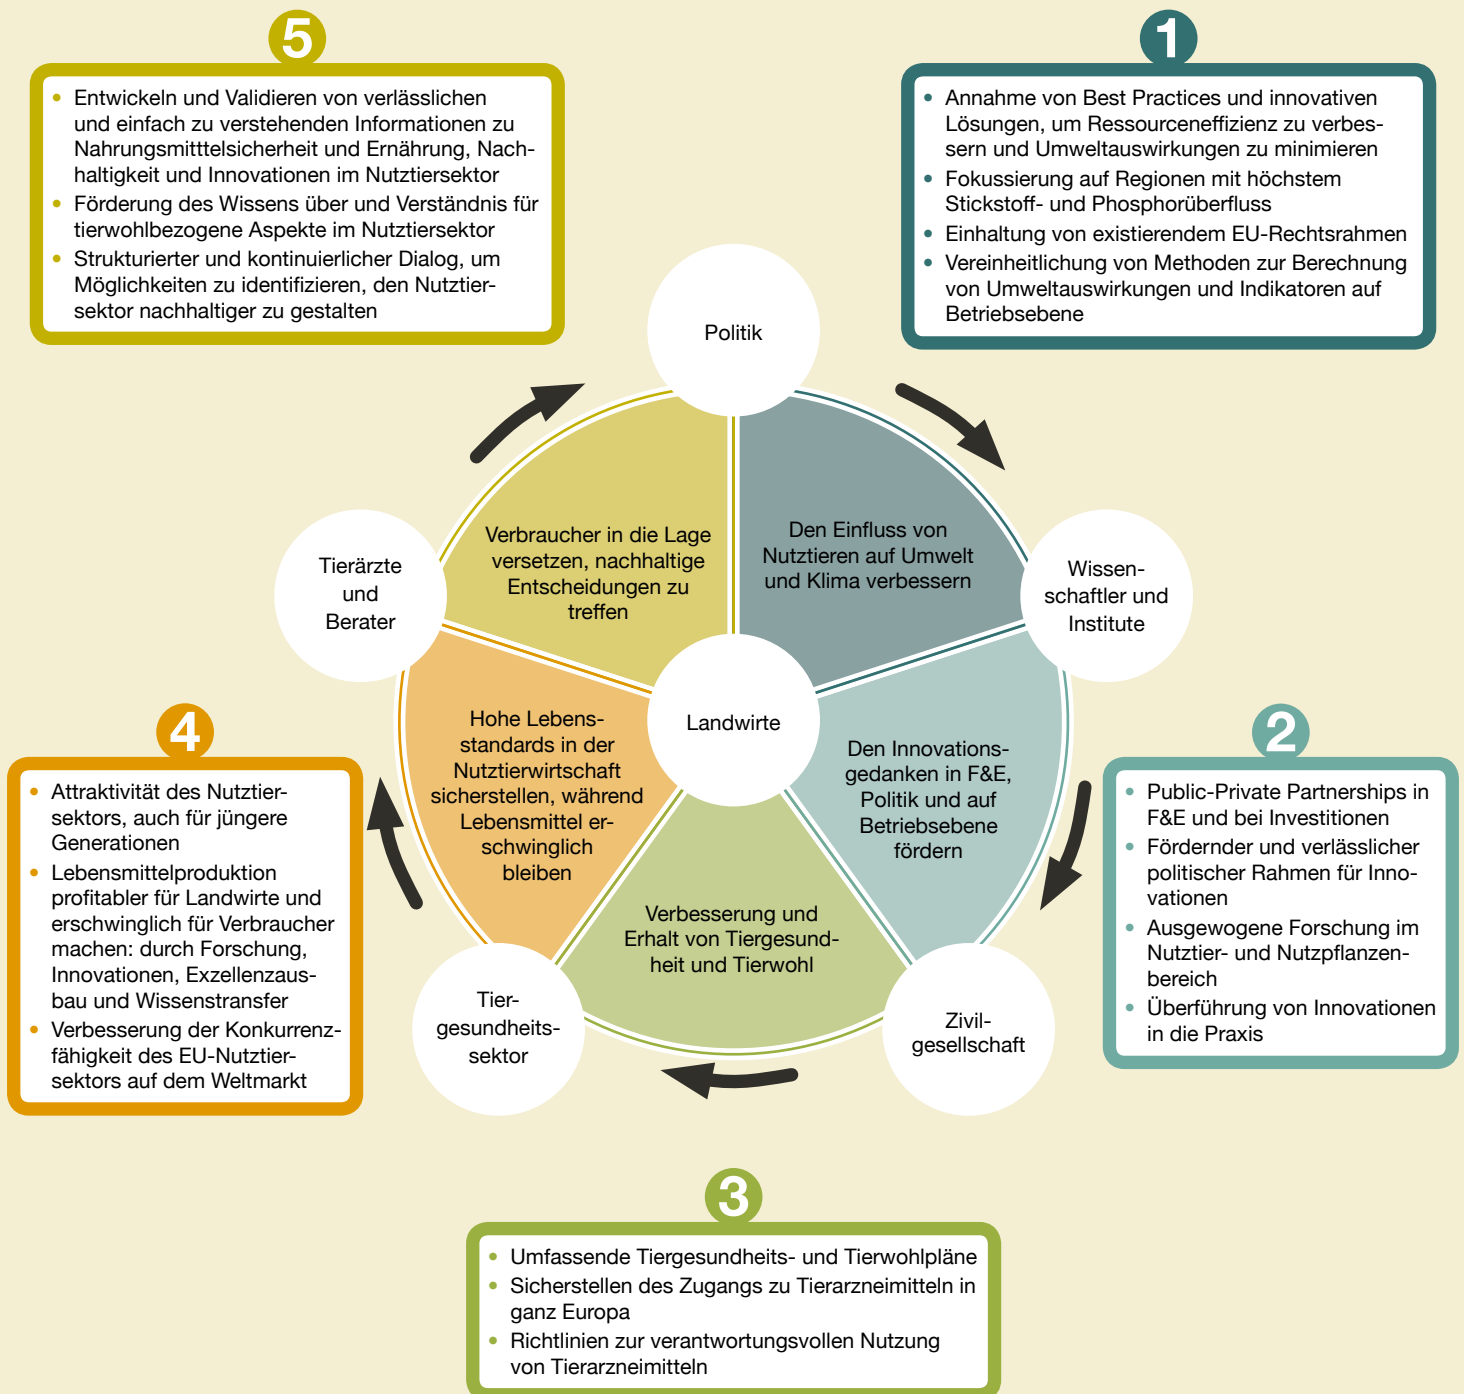 5
Entwickeln und Validieren von verlässlichen
und einfach zu verstehenden Informationen zu
Nahrungsmitttelsicherheit und Ernährung, Nach-
haltigkeit und Innovationen im Nutztiersektor
Förderung des Wissens über und Verständnis für
tierwohlbezogene Aspekte im Nutztiersektor
Strukturierter und kontinuierlicher Dialog, um
Möglichkeiten zu identifizieren, den Nutztier-
sektor nachhaltiger zu gestalten
1
Annahme von Best Practices und innovativen
Lösungen, um Ressourceneffizienz zu verbes-
sern und Umweltauswirkungen zu minimieren
Fokussierung auf Regionen mit höchstem
Stickstoff- und Phosphorüberfluss
Einhaltung von existierendem EU-Rechtsrahmen
Vereinheitlichung von Methoden zur Berechnung
von Umweltauswirkungen und Indikatoren auf
Betriebsebene
Politik
Verbraucher in die Lage
versetzen, nachhaltige
Entscheidungen zu
treffen
Den Einfluss von
Nutztieren auf Umwelt
und Klima verbessern
Tierärzte
und
Berater
Wissen-
schaftler und
Institute
Landwirte
Hohe Lebens-
standards in der
Nutztierwirtschaft
sicherstellen, während
Lebensmittel er-
schwinglich
bleiben
Den Innovations-
gedanken in F&E,
Politik und auf
Betriebsebene
fördern
Verbesserung und
Erhalt von Tiergesund-
heit und Tierwohl
Tier-
gesundheits-
sektor
Zivil-
gesellschaft
4
Attraktivität des Nutztier-
sektors, auch für jüngere
Generationen
Lebensmittelproduktion
profitabler für Landwirte und
erschwinglich für Verbraucher
machen: durch Forschung,
Innovationen, Exzellenzaus-
bau und Wissenstransfer
Verbesserung der Konkurrenz-
fähigkeit des EU-Nutztier-
sektors auf dem Weltmarkt
2
Public-Private Partnerships in
F&E und bei Investitionen
Fördernder und verlässlicher
politischer Rahmen für Inno-
vationen
Ausgewogene Forschung im
Nutztier- und Nutzpflanzen-
bereich
Überführung von Innovationen
in die Praxis
3
Umfassende Tiergesundheits- und Tierwohlpläne
Sicherstellen des Zugangs zu Tierarzneimitteln in
ganz Europa
Richtlinien zur verantwortungsvollen Nutzung
von Tierarzneimitteln